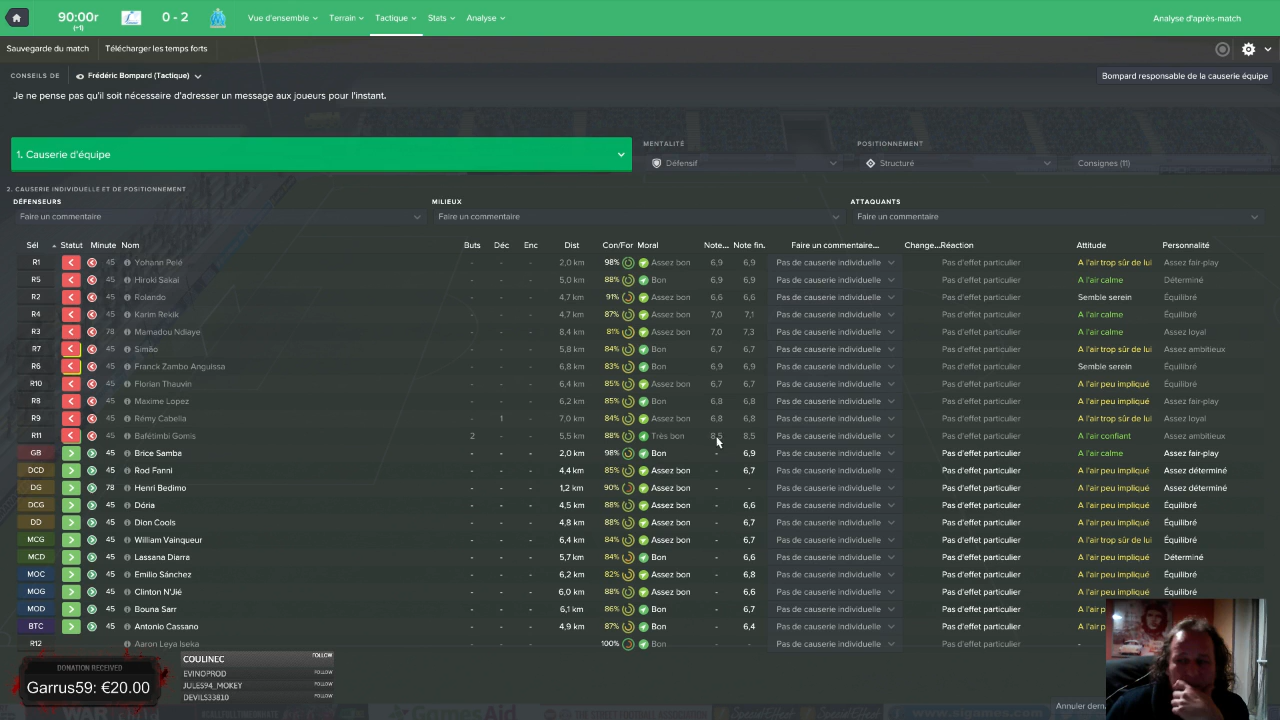 90:00r
(+1)
0 - 2
Vue d'ensemble
Terrain
Tactique
Stats
Analyse
Analyse d'après-match
Sauvegarde du match
Télécharger les temps forts
CONSEILS DE
Frédéric Bompard (Tactique)
Bompard responsable de la causerie équipe
Je ne pense pas qu'il soit nécessaire d'adresser un message aux joueurs pour l'instant.
1. Causerie d'équipe
MENTALITÉ
Défensif
POSITIONNEMENT
Structuré
Consignes (11)
2. CAUSERIE INDIVIDUELLE ET DE POSITIONNEMENT
DÉFENSEURS MILIEUX ATTAQUANTS
Faire un commentaire Faire un commentaire Faire un commentaire
Sél Statut Minute Nom Buts Déc Enc Dist Con/For Moral Note... Note fin. Faire un commentaire... Change... Réaction Attitude Personnalité
R1 45 Yohann Pelé - - - 2,0 km 98% Assez bon 6,9 6,9 Pas de causerie individuelle Pas d'effet particulier A l'air trop sûr de lui Assez fair-play
R5 45 Hiroki Sakai - - - 5,0 km 88% Bon 6,9 6,9 Pas de causerie individuelle Pas d'effet particulier A l'air calme Déterminé
R2 45 Rolando - - - 4,7 km 91% Assez bon 6,6 6,6 Pas de causerie individuelle Pas d'effet particulier Semble serein Équilibré
R4 45 Karim Rekik - - - 4,7 km 87% Assez bon 7,0 7,1 Pas de causerie individuelle Pas d'effet particulier A l'air calme Équilibré
R3 78 Mamadou Ndiaye - - - 8,4 km 81% Assez bon 7,0 7,3 Pas de causerie individuelle Pas d'effet particulier A l'air calme Assez loyal
R7 45 Simão - - - 5,8 km 84% Bon 6,7 6,7 Pas de causerie individuelle Pas d'effet particulier A l'air trop sûr de lui Assez ambitieux
R6 45 Franck Zambo Anguissa - - - 6,8 km 83% Bon 6,9 6,9 Pas de causerie individuelle Pas d'effet particulier Semble serein Équilibré
R10 45 Florian Thauvin - - - 6,4 km 85% Assez bon 6,7 6,7 Pas de causerie individuelle Pas d'effet particulier A l'air peu impliqué Équilibré
R8 45 Maxime Lopez - - - 6,2 km 85% Bon 6,8 6,8 Pas de causerie individuelle Pas d'effet particulier A l'air peu impliqué Assez fair-play
R9 45 Rémy Cabella - 1 - 7,0 km 84% Assez bon 6,8 6,8 Pas de causerie individuelle Pas d'effet particulier A l'air trop sûr de lui Assez loyal
R11 45 Bafétimbi Gomis 2 - - 5,5 km 88% Très bon 8,5 8,5 Pas de causerie individuelle Pas d'effet particulier A l'air confiant Assez ambitieux
GB 45 Brice Samba - - - 2,0 km 98% Bon - 6,9 Pas de causerie individuelle Pas d'effet particulier A l'air calme Assez fair-play
DCD 45 Rod Fanni - - - 4,4 km 85% Assez bon - 6,7 Pas de causerie individuelle Pas d'effet particulier A l'air peu impliqué Assez déterminé
DG 78 Henri Bedimo - - - 1,2 km 90% Assez bon - - Pas de causerie individuelle Pas d'effet particulier A l'air peu impliqué Assez déterminé
DCG 45 Dória - - - 4,5 km 88% Assez bon - 6,6 Pas de causerie individuelle Pas d'effet particulier A l'air peu impliqué Équilibré
DD 45 Dion Cools - - - 4,8 km 88% Assez bon - 6,7 Pas de causerie individuelle Pas d'effet particulier A l'air peu impliqué Équilibré
MCG 45 William Vainqueur - - - 6,4 km 84% Assez bon - 6,7 Pas de causerie individuelle Pas d'effet particulier A l'air trop sûr de lui Équilibré
MCD 45 Lassana Diarra - - - 5,7 km 84% Bon - 6,6 Pas de causerie individuelle Pas d'effet particulier A l'air peu impliqué Déterminé
MOC 45 Emilio Sánchez - - - 6,2 km 82% Assez bon - 6,8 Pas de causerie individuelle Pas d'effet particulier A l'air peu impliqué Équilibré
MOG 45 Clinton N'Jié - - - 6,0 km 88% Assez bon - 6,6 Pas de causerie individuelle Pas d'effet particulier A l'air peu impliqué Équilibré
MOD 45 Bouna Sarr - - - 6,1 km 86% Bon - 6,7 Pas de causerie individuelle Pas d'effet particulier A l'air p
BTC 45 Antonio Cassano - - - 4,9 km 87% Bon - 6,4 Pas de causerie individuelle Pas d'effet particulier A l'air p
R12 Aaron Leya Iseka 100% Bon Pas de causerie individuelle Pas d'effet particulier -
DONATION RECEIVED
Garrus59: €20.00
COULINEC FOLLOW
EVINOPROD FOLLOW
JULES94_MOKEY FOLLOW
DEVILS33810 FOLLOW
Annuler dern
GamesAid
SpeedEffect
www.sigames.com